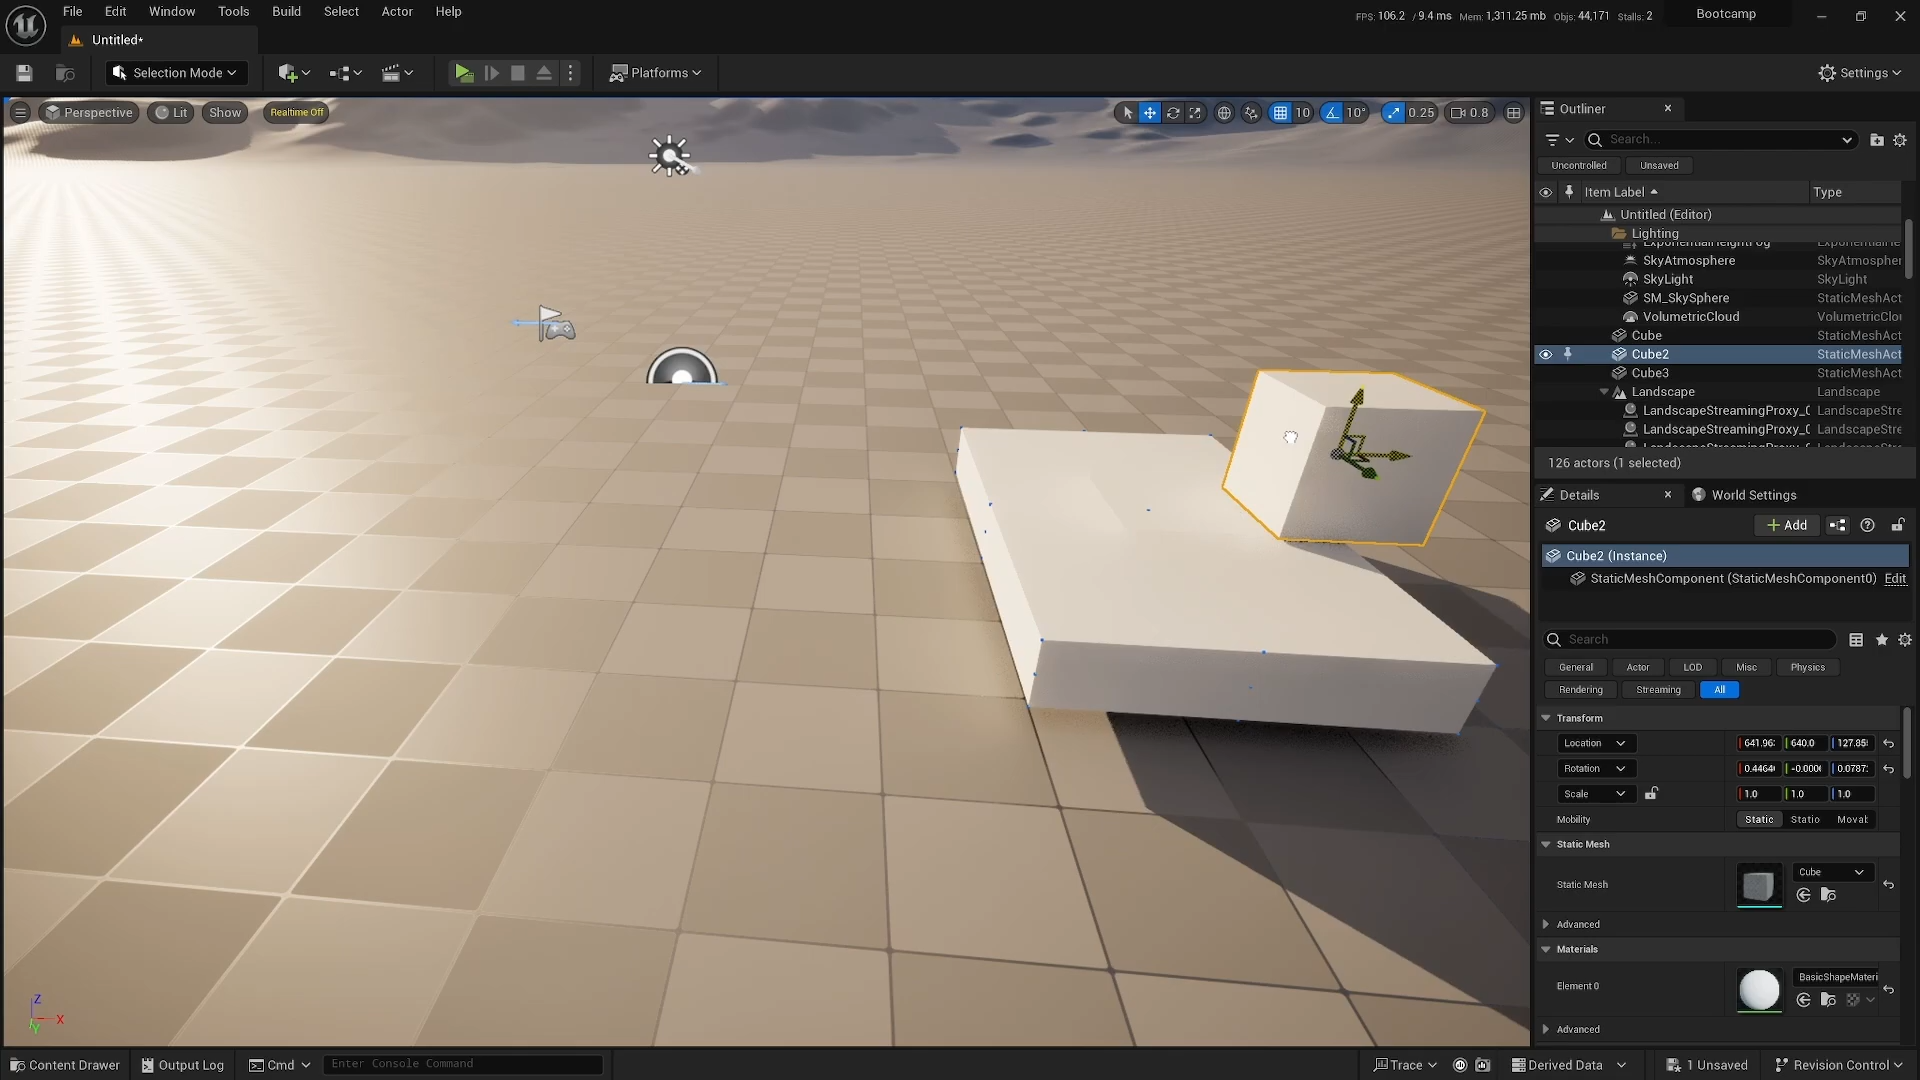 File Edit Window Tools Build Select Actor Help
FPS: 106.2 / 9.4 ms Mem: 1,311.25 mb Objs: 44,171 Stalls: 2
Bootcamp
Untitled*
Selection Mode
Platforms
Settings
Perspective Lit Show Realtime Off
10 10° 0.25 0.8
Outliner
Search...
Uncontrolled Unsaved
Item Label Type
Untitled (Editor)
Lighting
SkyAtmosphere SkyAtmospher
SkyLight SkyLight
SM_SkySphere StaticMeshAct
VolumetricCloud VolumetricClou
Cube StaticMeshAct
Cube2 StaticMeshAct
Cube3 StaticMeshAct
Landscape Landscape
LandscapeStreamingProxy_( LandscapeStre
LandscapeStreamingProxy_( LandscapeStre
126 actors (1 selected)
Details World Settings
Cube2 Add
Cube2 (Instance)
StaticMeshComponent (StaticMeshComponent0) Edit
Search
General Actor LOD Misc Physics
Rendering Streaming All
Transform
Location 641.96 640.0 127.85
Rotation 0.4464 -0.000 0.0787
Scale 1.0 1.0 1.0
Mobility Static Statio Moval
Static Mesh
Cube
Static Mesh
Advanced
Materials
BasicShapeMateri
Element 0
Advanced
Z
X
Y
Content Drawer Output Log Cmd Enter Console Command
Trace Derived Data 1 Unsaved Revision Control